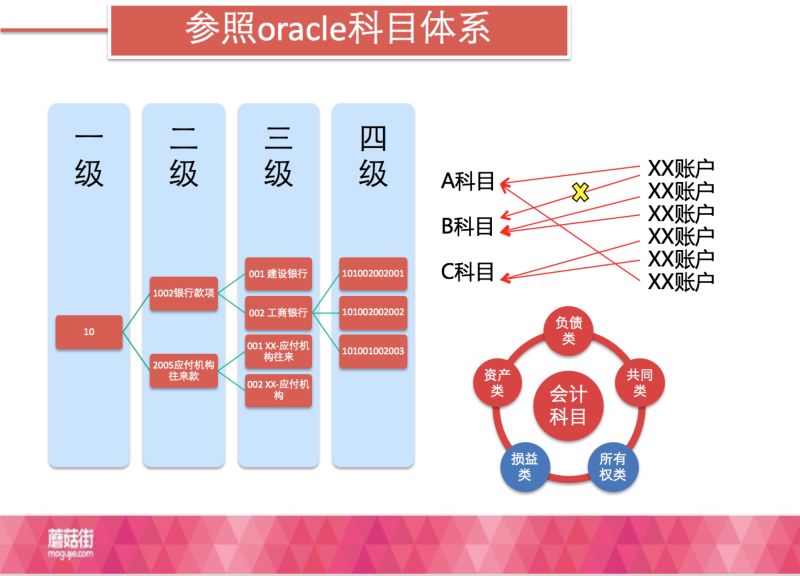 参照oracle科目体系
一
级
二
级
三
级
四
级
10
1002银行款项
2005应付机构
往来款
001 建设银行
002 工商银行
001 XX-应付机
构往来
002 XX-应付机
构
101002002001
101002002002
101001002003
A科目
B科目
C科目
XX账户
XX账户
XX账户
XX账户
XX账户
XX账户
会计
科目
负债
类
共同
类
所有
权类
损益
类
资产
类
蘑菇街
mogujie.com